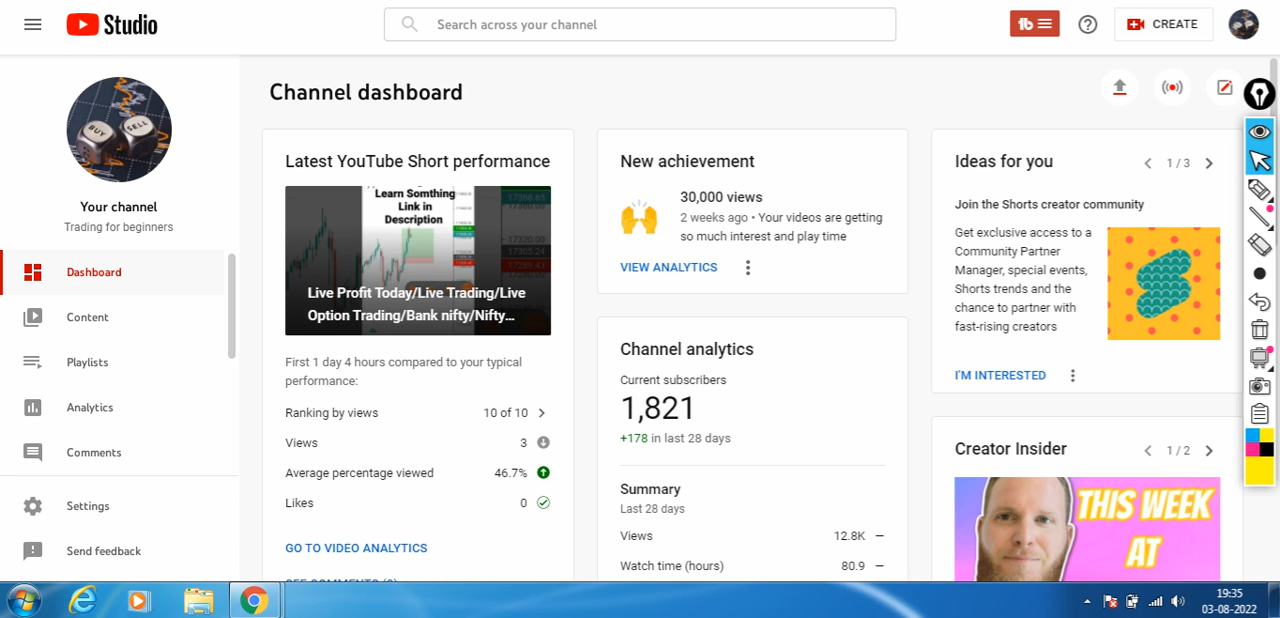 Studio
Search across your channel
CREATE
BUY
SELL
Your channel
Trading for beginners
Dashboard
Content
Playlists
Analytics
Comments
Settings
Send feedback
Channel dashboard
Latest YouTube Short performance
Learn Somthing
Link in
Description
Live Profit Today/Live Trading/Live
Option Trading/Bank nifty/Nifty...
First 1 day 4 hours compared to your typical
performance:
Ranking by views 10 of 10
Views 3
Average percentage viewed 46.7%
Likes 0
GO TO VIDEO ANALYTICS
New achievement
30,000 views
2 weeks ago • Your videos are getting
so much interest and play time
VIEW ANALYTICS
Channel analytics
Current subscribers
1,821
+178 in last 28 days
Summary
Last 28 days
Views 12.8K —
Watch time (hours) 80.9 —
Ideas for you
1 / 3
Join the Shorts creator community
Get exclusive access to a
Community Partner
Manager, special events,
Shorts trends and the
chance to partner with
fast-rising creators
I'M INTERESTED
Creator Insider
1 / 2
THIS WEEK
AT
19:35
03-08-2022